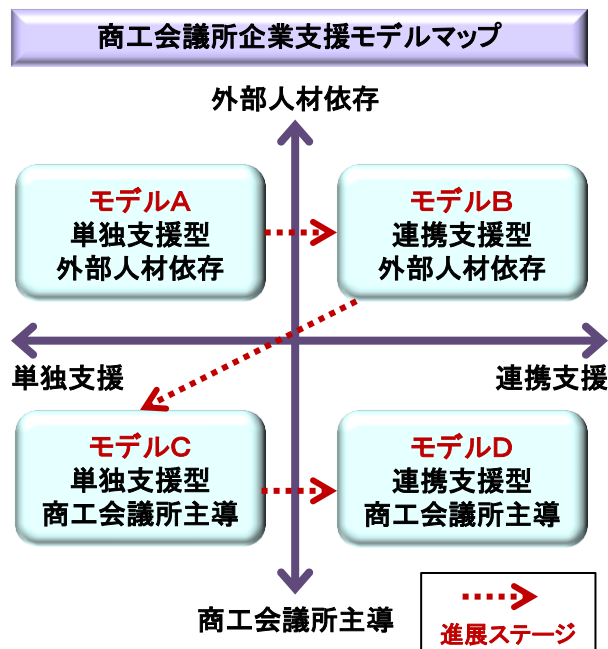 商工会議所企業支援モデルマップ
外部人材依存
モデルA
単独支援型
外部人材依存
モデルB
連携支援型
外部人材依存
単独支援
連携支援
モデルC
単独支援型
商工会議所主導
モデルD
連携支援型
商工会議所主導
商工会議所主導
進展ステージ